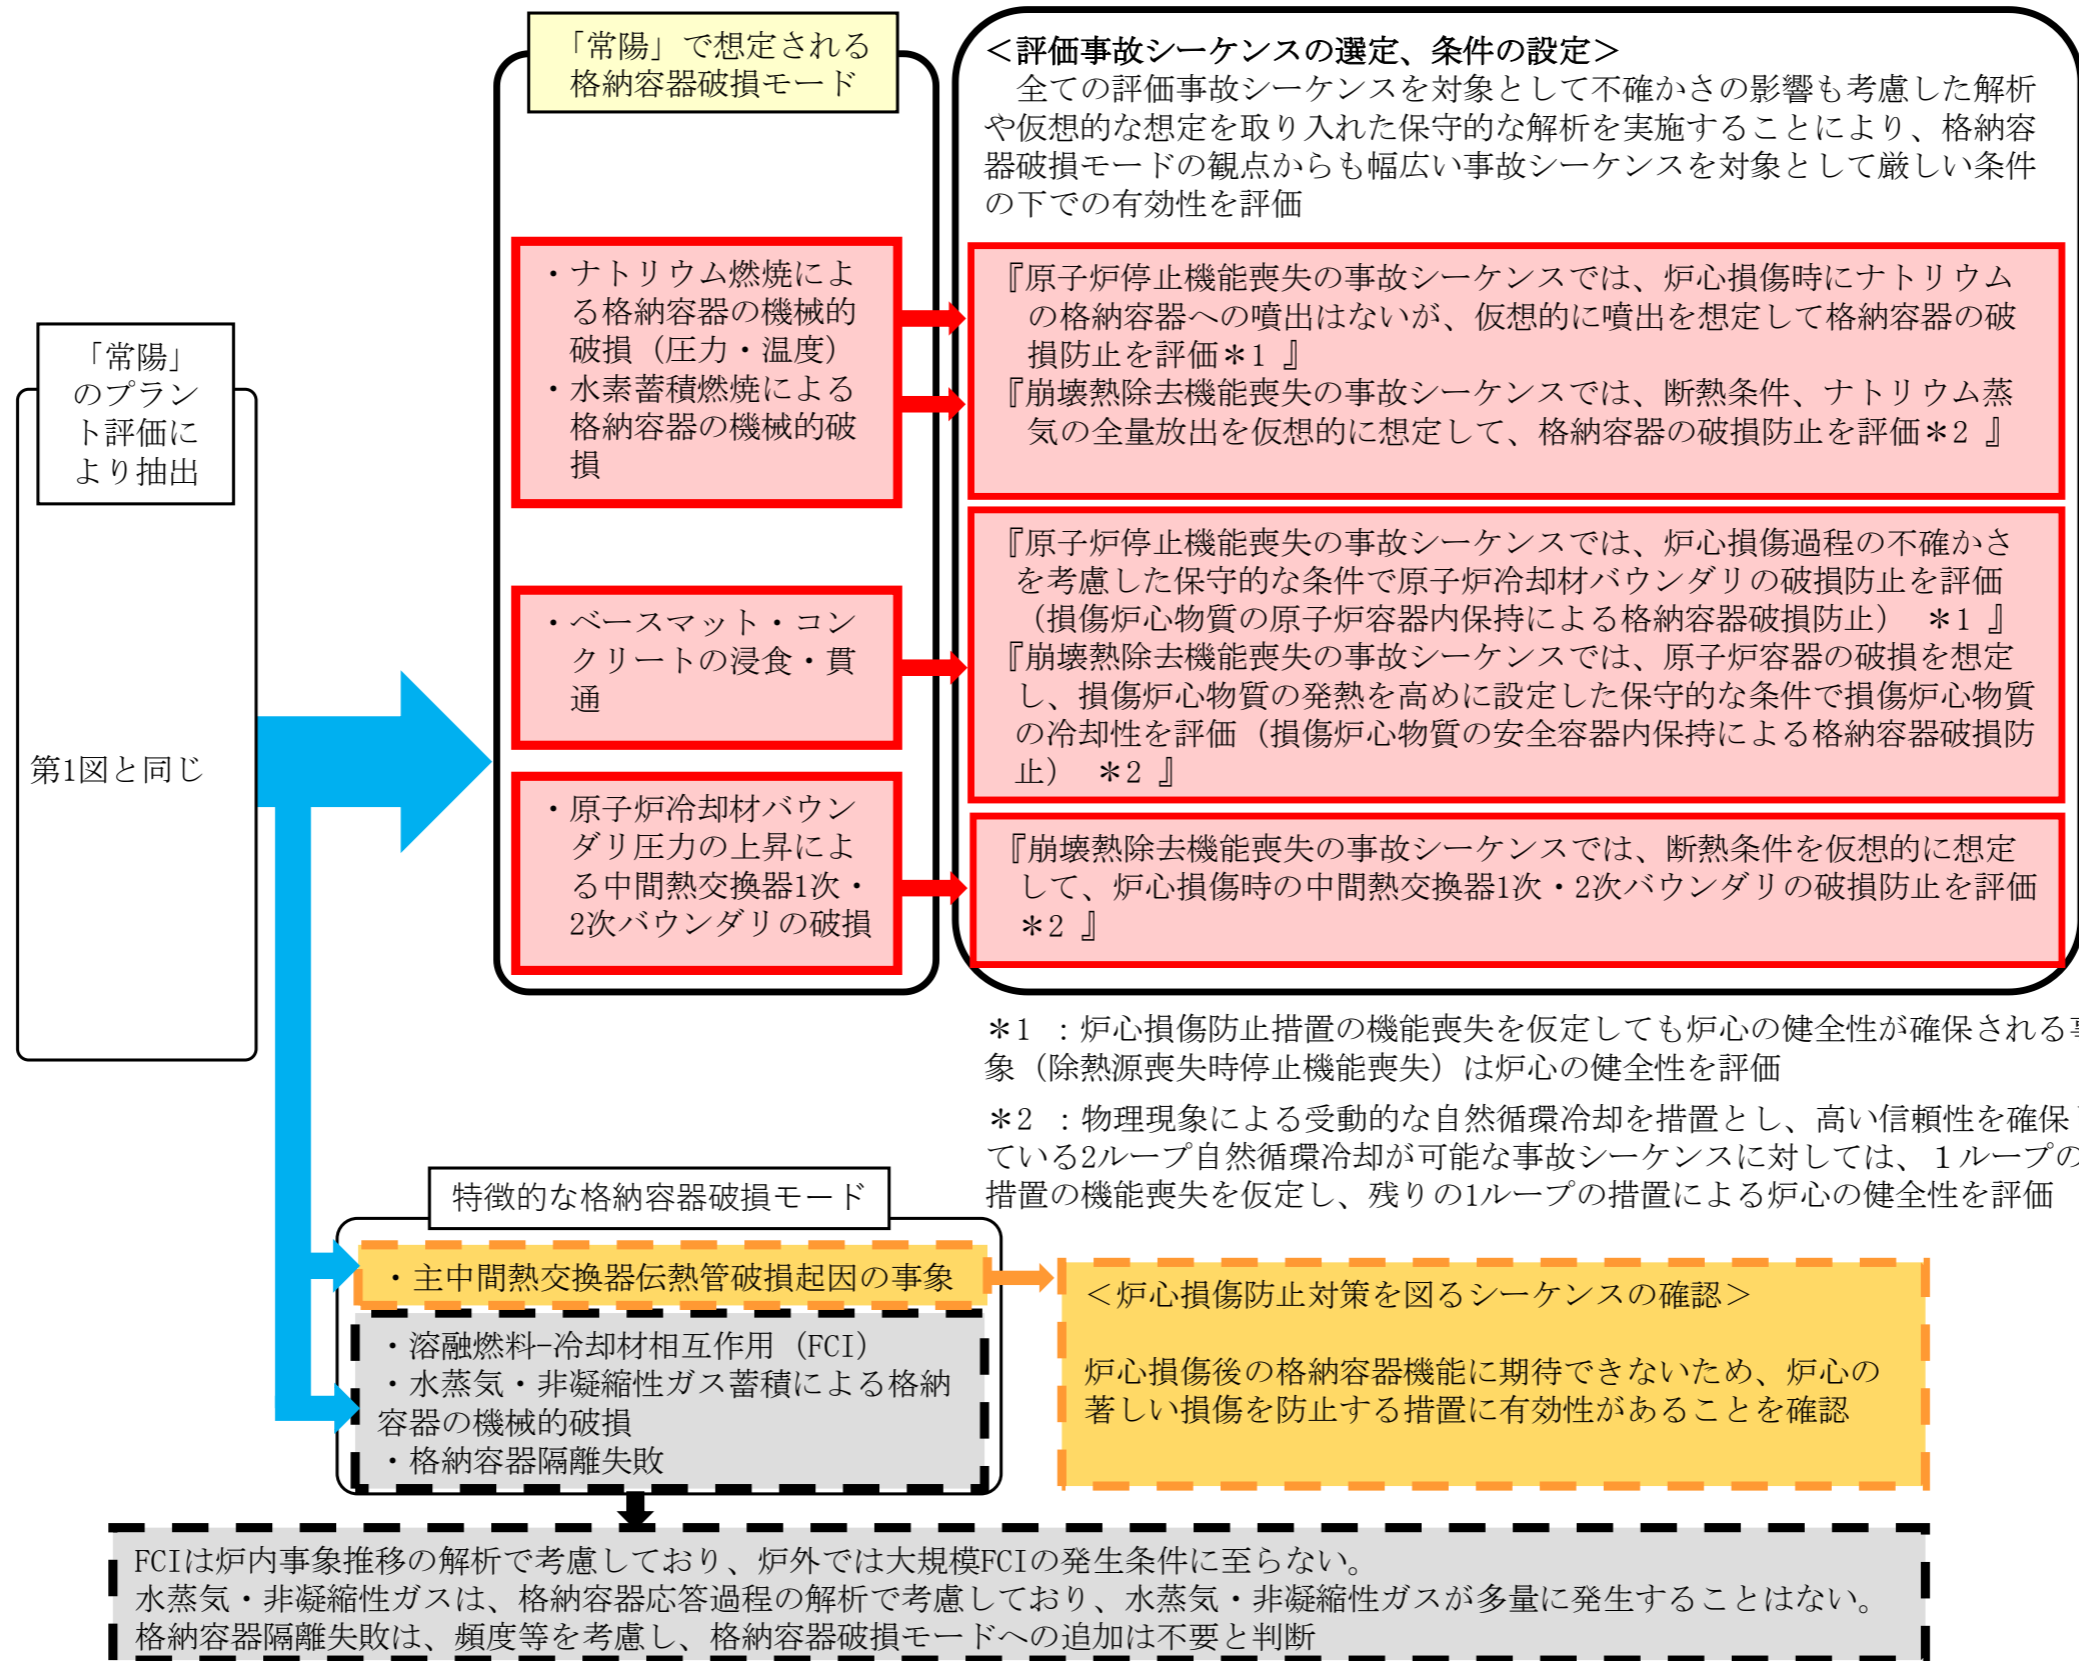 「常陽」
のプラン
ト評価に
より抽出
第1図と同じ
「常陽」で想定される
格納容器破損モード
・ナトリウム燃焼によ
る格納容器の機械的
破損（圧力・温度）
・水素蓄積燃焼による
格納容器の機械的破
損
・ベースマット・コン
クリートの浸食・貫
通
・原子炉冷却材バウン
ダリ圧力の上昇によ
る中間熱交換器1次・
2次バウンダリの破損
＜評価事故シーケンスの選定、条件の設定＞
全ての評価事故シーケンスを対象として不確かさの影響も考慮した解析
や仮想的な想定を取り入れた保守的な解析を実施することにより、格納容
器破損モードの観点からも幅広い事故シーケンスを対象として厳しい条件
の下での有効性を評価
『原子炉停止機能喪失の事故シーケンスでは、炉心損傷時にナトリウム
の格納容器への噴出はないが、仮想的に噴出を想定して格納容器の破
損防止を評価＊1 』
『崩壊熱除去機能喪失の事故シーケンスでは、断熱条件、ナトリウム蒸
気の全量放出を仮想的に想定して、格納容器の破損防止を評価＊2 』
『原子炉停止機能喪失の事故シーケンスでは、炉心損傷過程の不確かさ
を考慮した保守的な条件で原子炉冷却材バウンダリの破損防止を評価
（損傷炉心物質の原子炉容器内保持による格納容器破損防止） ＊1 』
『崩壊熱除去機能喪失の事故シーケンスでは、原子炉容器の破損を想定
し、損傷炉心物質の発熱を高めに設定した保守的な条件で損傷炉心物質
の冷却性を評価（損傷炉心物質の安全容器内保持による格納容器破損防
止） ＊2 』
『崩壊熱除去機能喪失の事故シーケンスでは、断熱条件を仮想的に想定
して、炉心損傷時の中間熱交換器1次・2次バウンダリの破損防止を評価
＊2 』
＊1 ：炉心損傷防止措置の機能喪失を仮定しても炉心の健全性が確保される
象（除熱源喪失時停止機能喪失）は炉心の健全性を評価
＊2 ：物理現象による受動的な自然循環冷却を措置とし、高い信頼性を確保
ている2ループ自然循環冷却が可能な事故シーケンスに対しては、１ループの
措置の機能喪失を仮定し、残りの1ループの措置による炉心の健全性を評価
特徴的な格納容器破損モード
・主中間熱交換器伝熱管破損起因の事象
・溶融燃料-冷却材相互作用（FCI）
・水蒸気・非凝縮性ガス蓄積による格納
容器の機械的破損
・格納容器隔離失敗
＜炉心損傷防止対策を図るシーケンスの確認＞
炉心損傷後の格納容器機能に期待できないため、炉心の
著しい損傷を防止する措置に有効性があることを確認
FCIは炉内事象推移の解析で考慮しており、炉外では大規模FCIの発生条件に至らない。
水蒸気・非凝縮性ガスは、格納容器応答過程の解析で考慮しており、水蒸気・非凝縮性ガスが多量に発生することはない。
格納容器隔離失敗は、頻度等を考慮し、格納容器破損モードへの追加は不要と判断